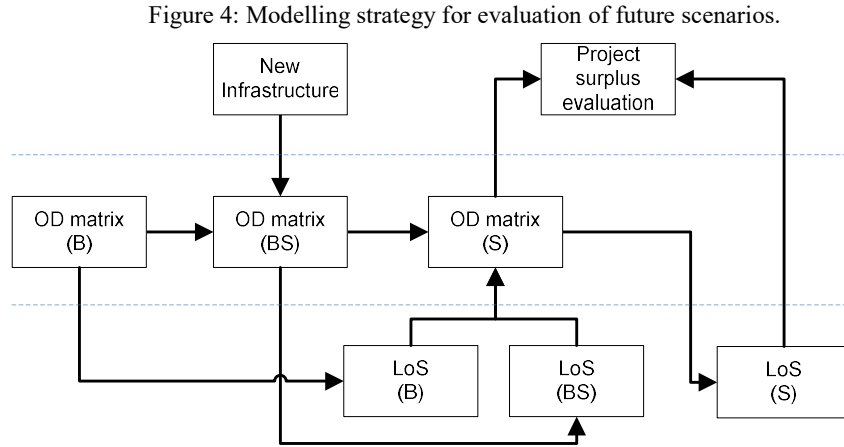 Figure 4: Modelling strategy for evaluation of future scenarios.
New
Infrastructure
Project
surplus
evaluation
OD matrix
(B)
OD matrix
(BS)
OD matrix
(S)
LoS
(B)
LoS
(BS)
LoS
(S)